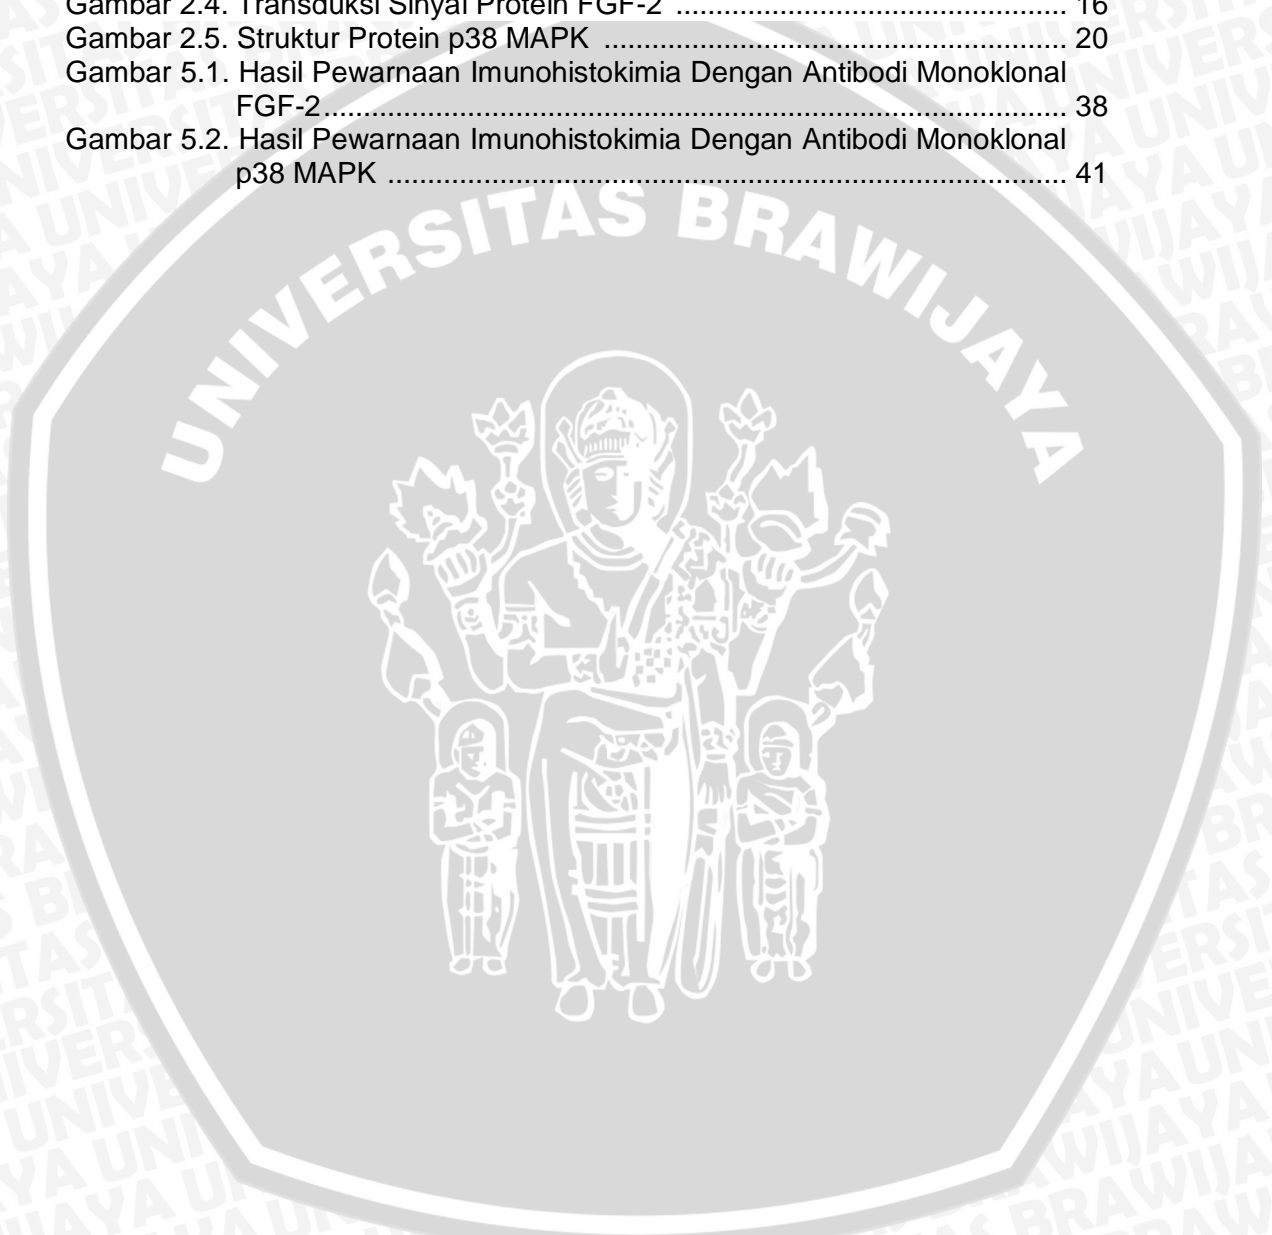 Gambar 2.4. Transduksi Sinyal Protein FGF-2 ......................................... 16
Gambar 2.5. Struktur Protein p38 MAPK ................................................ 20
Gambar 5.1. Hasil Pewarnaan Imunohistokimia Dengan Antibodi Monoklonal
FGF-2............................................................................. 38
Gambar 5.2. Hasil Pewarnaan Imunohistokimia Dengan Antibodi Monoklonal
p38 MAPK ...................................................................... 41
UNIVERSITAS BRAWIJAYA